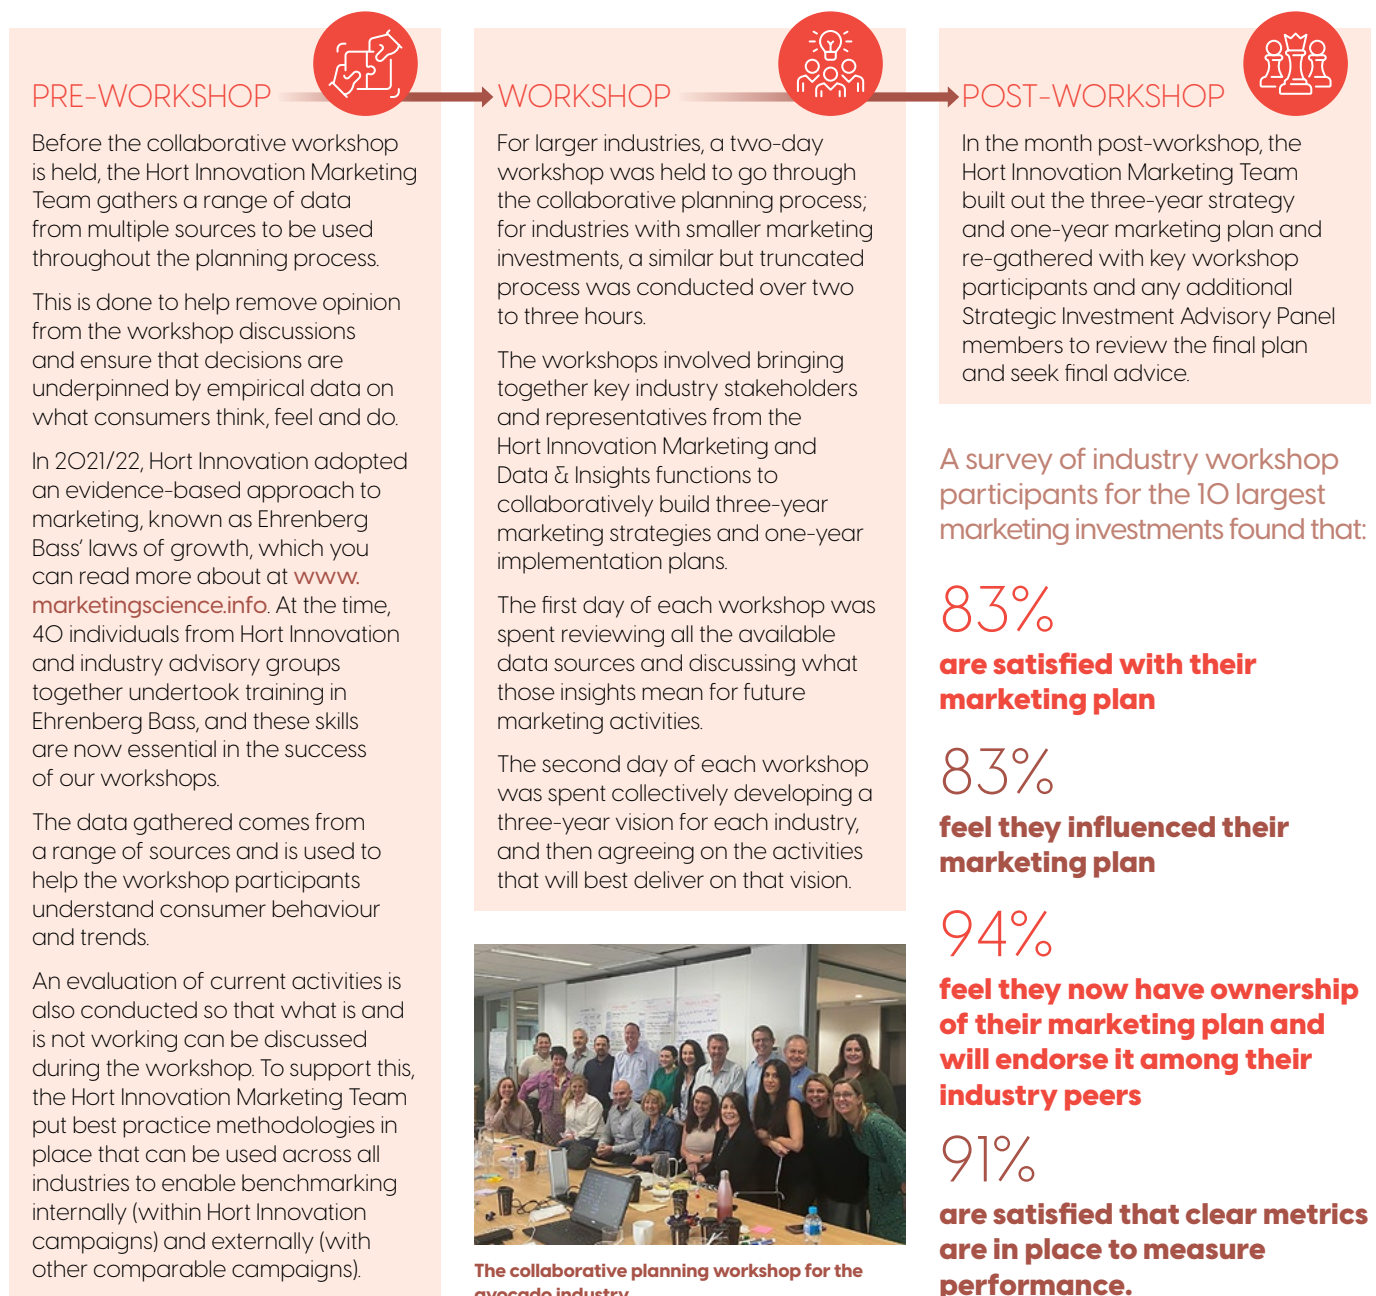 PRE-WORKSHOP
Before the collaborative workshop
is held, the Hort Innovation Marketing
Team gathers a range of data
from multiple sources to be used
throughout the planning process.
This is done to help remove opinion
from the workshop discussions
and ensure that decisions are
underpinned by empirical data on
what consumers think, feel and do.
In 2021/22, Hort Innovation adopted
an evidence-based approach to
marketing, known as Ehrenberg
Bass’ laws of growth, which you
can read more about at www.
marketingscience.info. At the time,
40 individuals from Hort Innovation
and industry advisory groups
together undertook training in
Ehrenberg Bass, and these skills
are now essential in the success
of our workshops.
The data gathered comes from
a range of sources and is used to
help the workshop participants
understand consumer behaviour
and trends.
An evaluation of current activities is
also conducted so that what is and
is not working can be discussed
during the workshop. To support this,
the Hort Innovation Marketing Team
put best practice methodologies in
place that can be used across all
industries to enable benchmarking
internally (within Hort Innovation
campaigns) and externally (with
other comparable campaigns).
WORKSHOP
For larger industries, a two-day
workshop was held to go through
the collaborative planning process;
for industries with smaller marketing
investments, a similar but truncated
process was conducted over two
to three hours.
The workshops involved bringing
together key industry stakeholders
and representatives from the
Hort Innovation Marketing and
Data & Insights functions to
collaboratively build three-year
marketing strategies and one-year
implementation plans.
The first day of each workshop was
spent reviewing all the available
data sources and discussing what
those insights mean for future
marketing activities.
The second day of each workshop
was spent collectively developing a
three-year vision for each industry,
and then agreeing on the activities
that will best deliver on that vision.
The collaborative planning workshop for the
avocado industry
POST-WORKSHOP
In the month post-workshop, the
Hort Innovation Marketing Team
built out the three-year strategy
and one-year marketing plan and
re-gathered with key workshop
participants and any additional
Strategic Investment Advisory Panel
members to review the final plan
and seek final advice.
A survey of industry workshop
participants for the 10 largest
marketing investments found that:
83%
are satisfied with their
marketing plan
83%
feel they influenced their
marketing plan
94%
feel they now have ownership
of their marketing plan and
will endorse it among their
industry peers
91%
are satisfied that clear metrics
are in place to measure
performance.